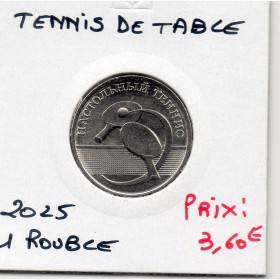 TENNIS DE TABLE
НАСТОЛЬНЫЙ ТЕННИС
2025
1 ROUBLE
PRIX:
3,60€